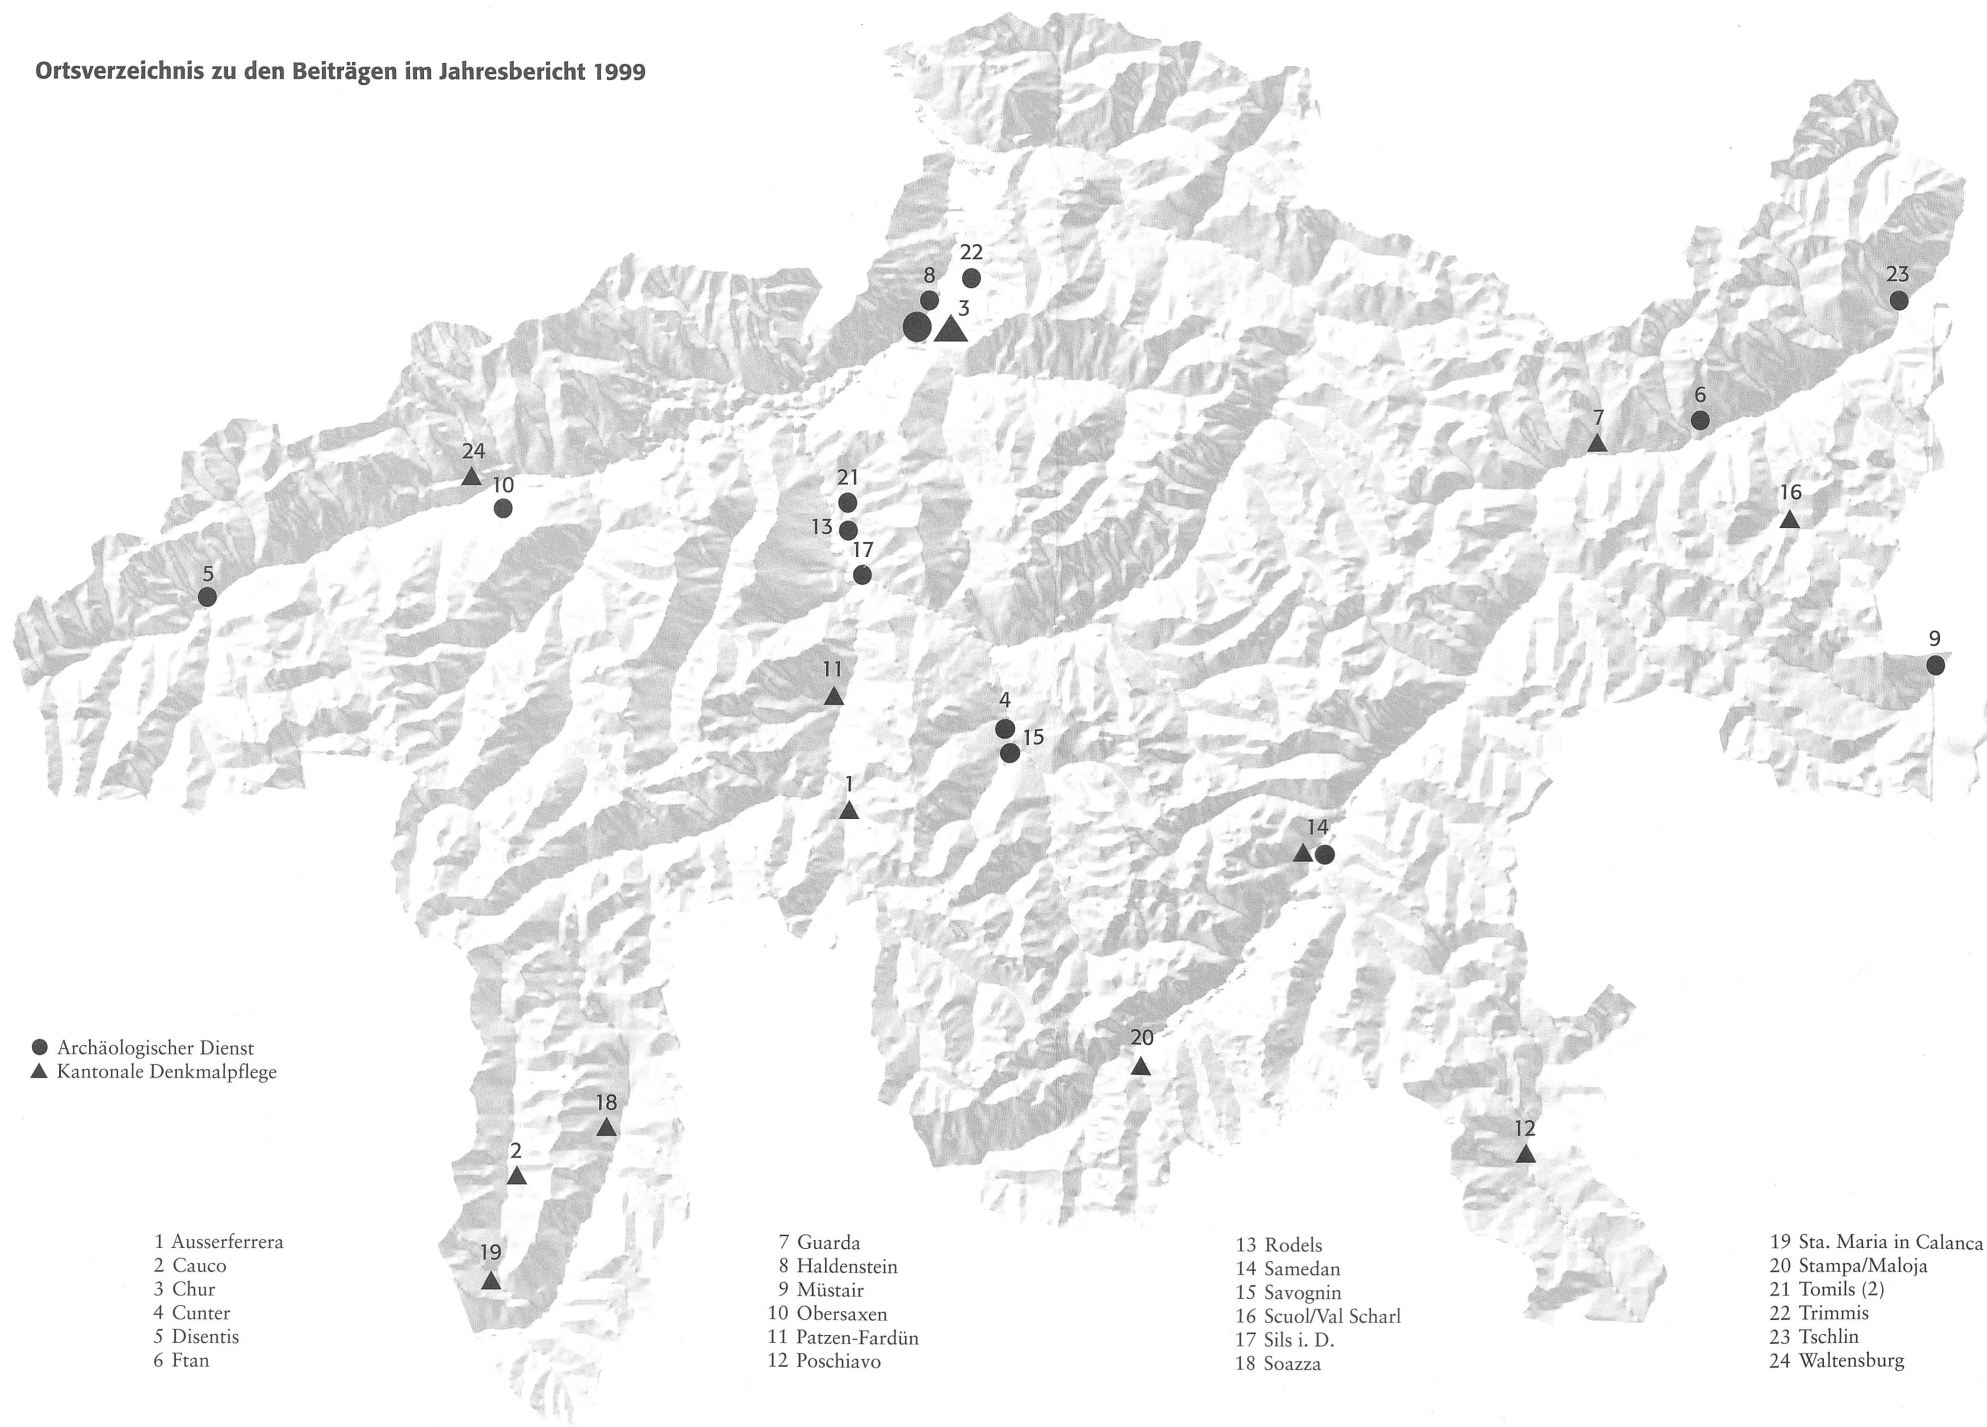 Ortsverzeichnis zu den Beiträgen im Jahresbericht 1999
22
8
3
23
6
7
24
10
21
16
13
17
5
9
11
4
15
1
14
20
● Archäologischer Dienst
▲ Kantonale Denkmalpflege
18
12
2
19
1 Ausserferrera
2 Cauco
3 Chur
4 Cunter
5 Disentis
6 Ftan
7 Guarda
8 Haldenstein
9 Müstair
10 Obersaxen
11 Patzen-Fardün
12 Poschiavo
13 Rodels
14 Samedan
15 Savognin
16 Scuol/Val Scharl
17 Sils i. D.
18 Soazza
19 Sta. Maria in Calanca
20 Stampa/Maloja
21 Tomils (2)
22 Trimmis
23 Tschlin
24 Waltensburg